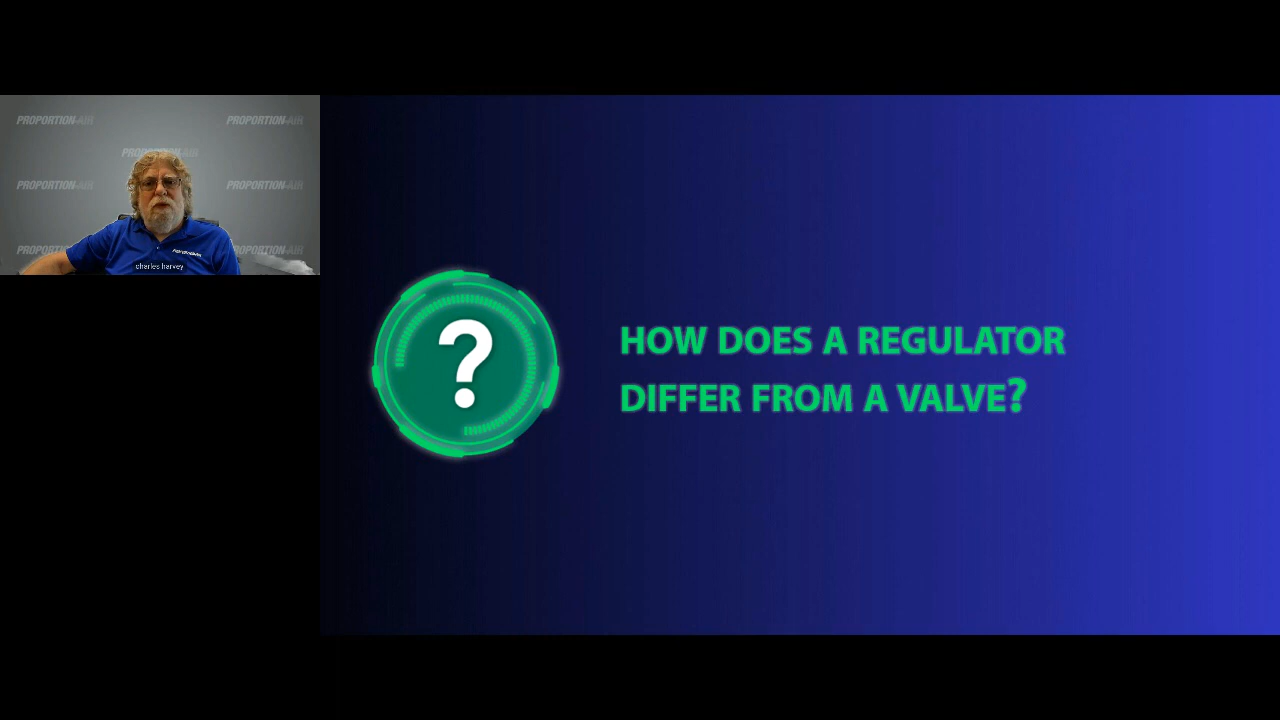 PROPORTION-AIR PROPORTION-AIR
PROPORTION-AIR
PROPORTION-AIR PROPORTION-AIR
PROPORTION PROPORTION-AIR
charles harvey
?
HOW DOES A REGULATOR
DIFFER FROM A VALVE?